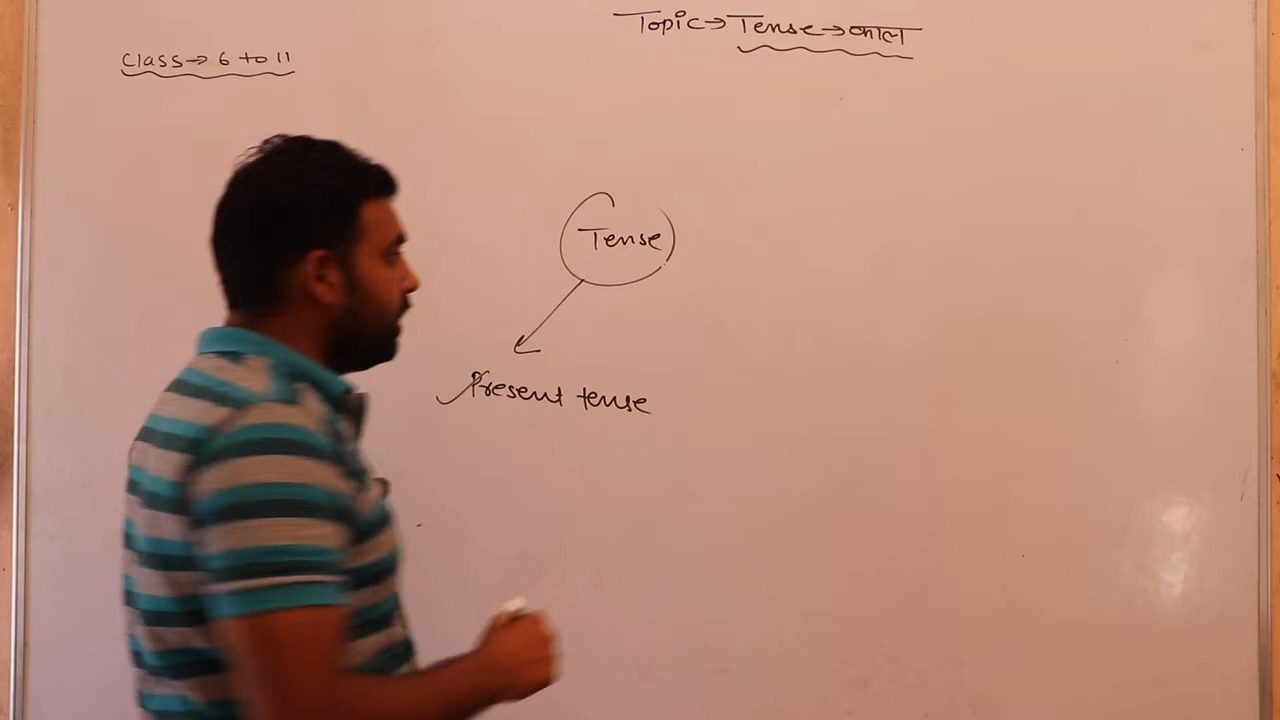 Topic→Tense→काल
Class→6 to 11
Tense
Present tense